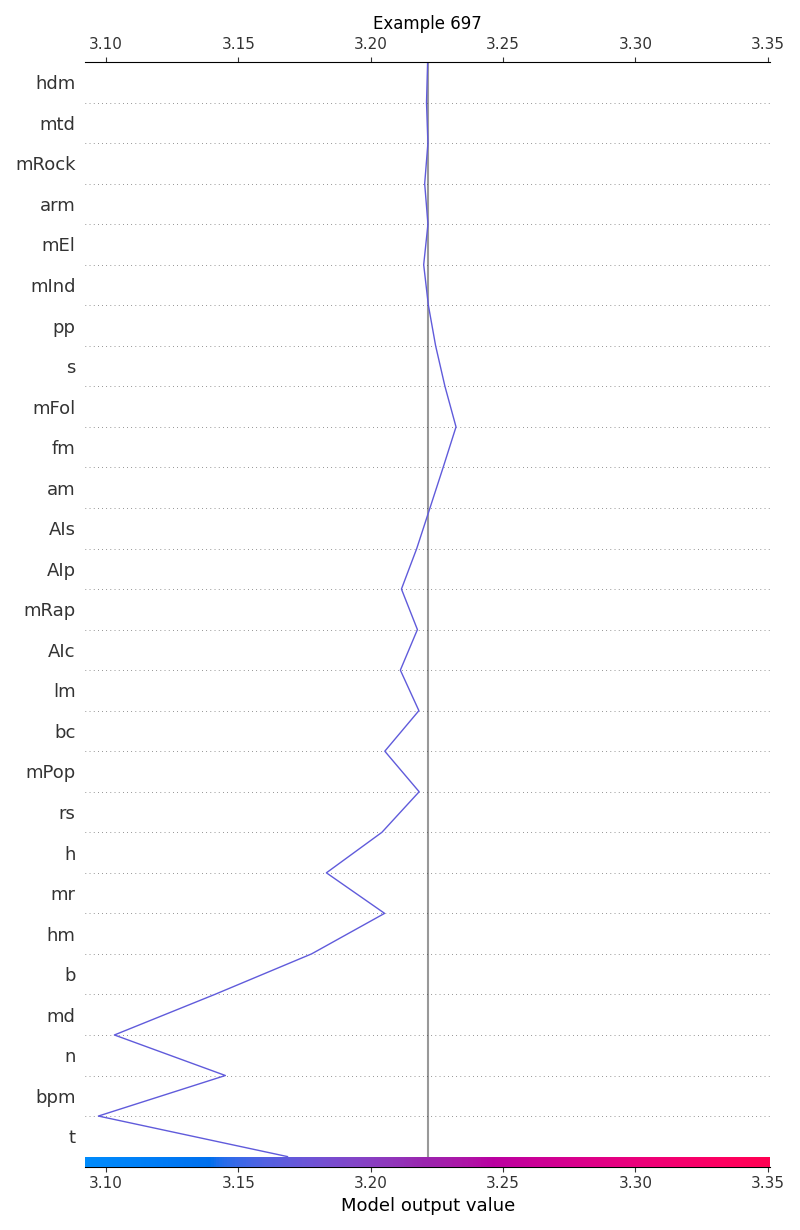 Example 697
3.10 3.15 3.20 3.25 3.30 3.35
hdm
mtd
mRock
arm
mEl
mInd
pp
s
mFol
fm
am
AIs
AIp
mRap
AIc
lm
bc
mPop
rs
h
mr
hm
b
md
n
bpm
t
3.10 3.15 3.20 3.25 3.30 3.35
Model output value